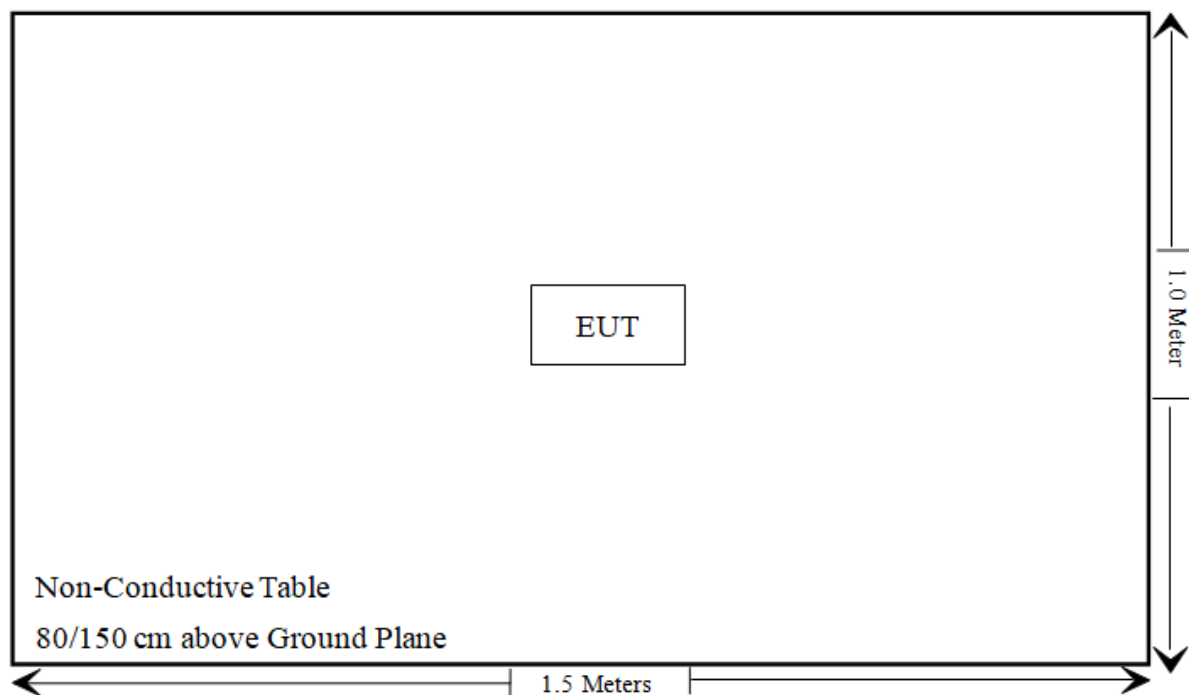 EUT
1.0 Meter
Non-Conductive Table
80/150 cm above Ground Plane
1.5 Meters